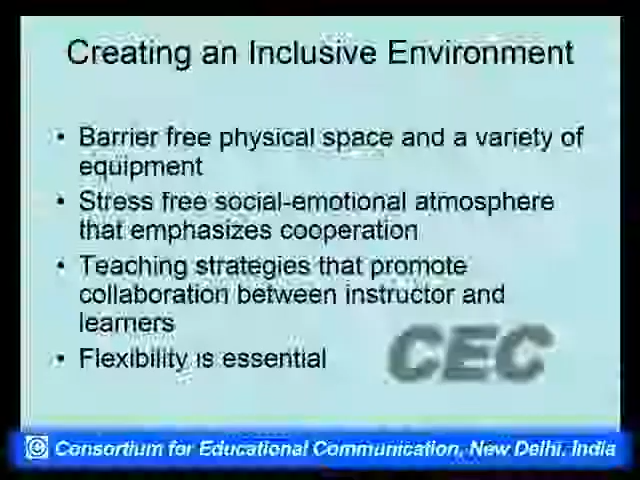 Creating an Inclusive Environment
• Barrier free physical space and a variety of
equipment
• Stress free social-emotional atmosphere
that emphasizes cooperation
• Teaching strategies that promote
collaboration between instructor and
learners
• Flexibility is essential
CEC
© Consortium for Educational Communication, New Delhi, India